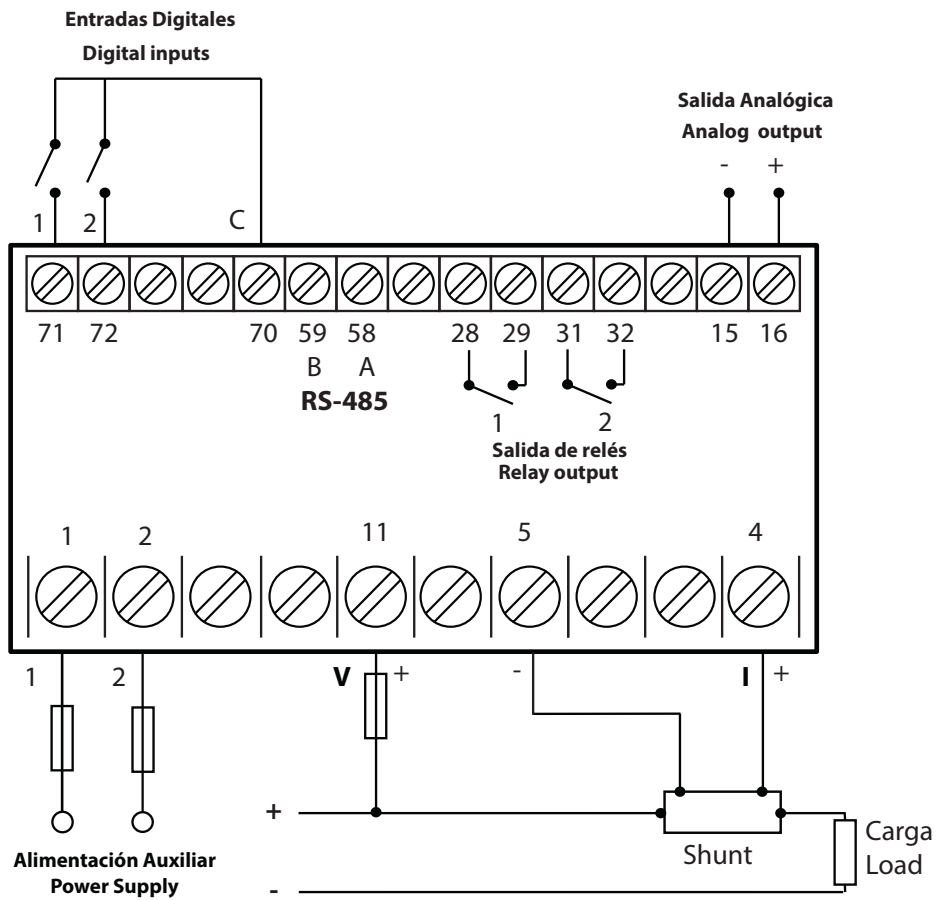 Entradas Digitales
Digital inputs
Salida Analógica
Analog output
- +
1 2 C
71 72 70 59 58 28 29 31 32 15 16
B A
RS-485
1 2
Salida de relés
Relay output
1 2 11 5 4
1 2 V + - I +
+
Shunt
Carga
Load
Alimentación Auxiliar
Power Supply
-